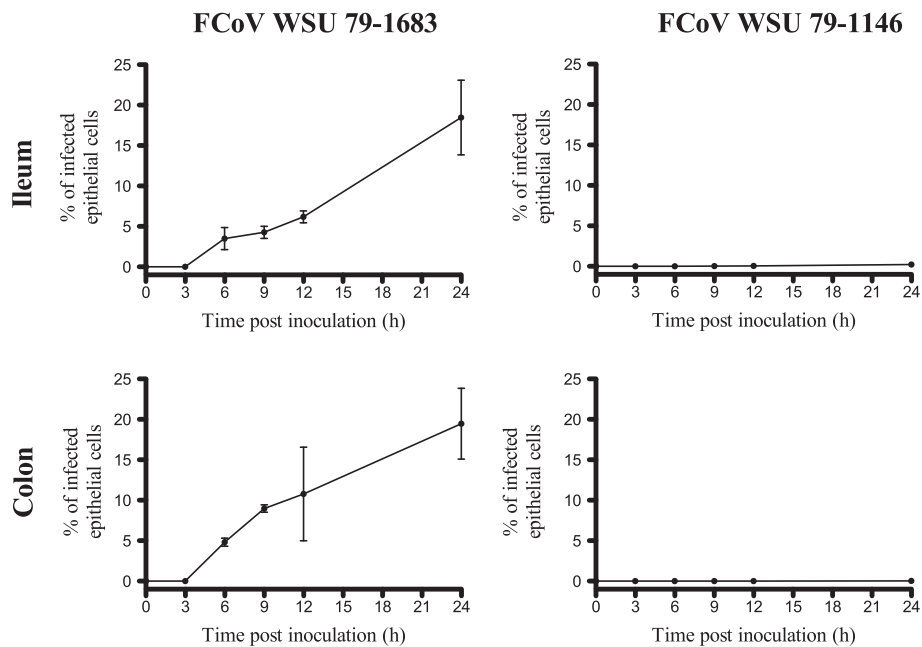 FCoV WSU 79-1683
FCoV WSU 79-1146
Ileum
% of infected
epithelial cells
25
20
15
10
5
0
0 3 6 9 12 15 18 21 24
Time post inoculation (h)
% of infected
epithelial cells
25
20
15
10
5
0
0 3 6 9 12 15 18 21 24
Time post inoculation (h)
Colon
% of infected
epithelial cells
25
20
15
10
5
0
0 3 6 9 12 15 18 21 24
Time post inoculation (h)
% of infected
epithelial cells
25
20
15
10
5
0
0 3 6 9 12 15 18 21 24
Time post inoculation (h)